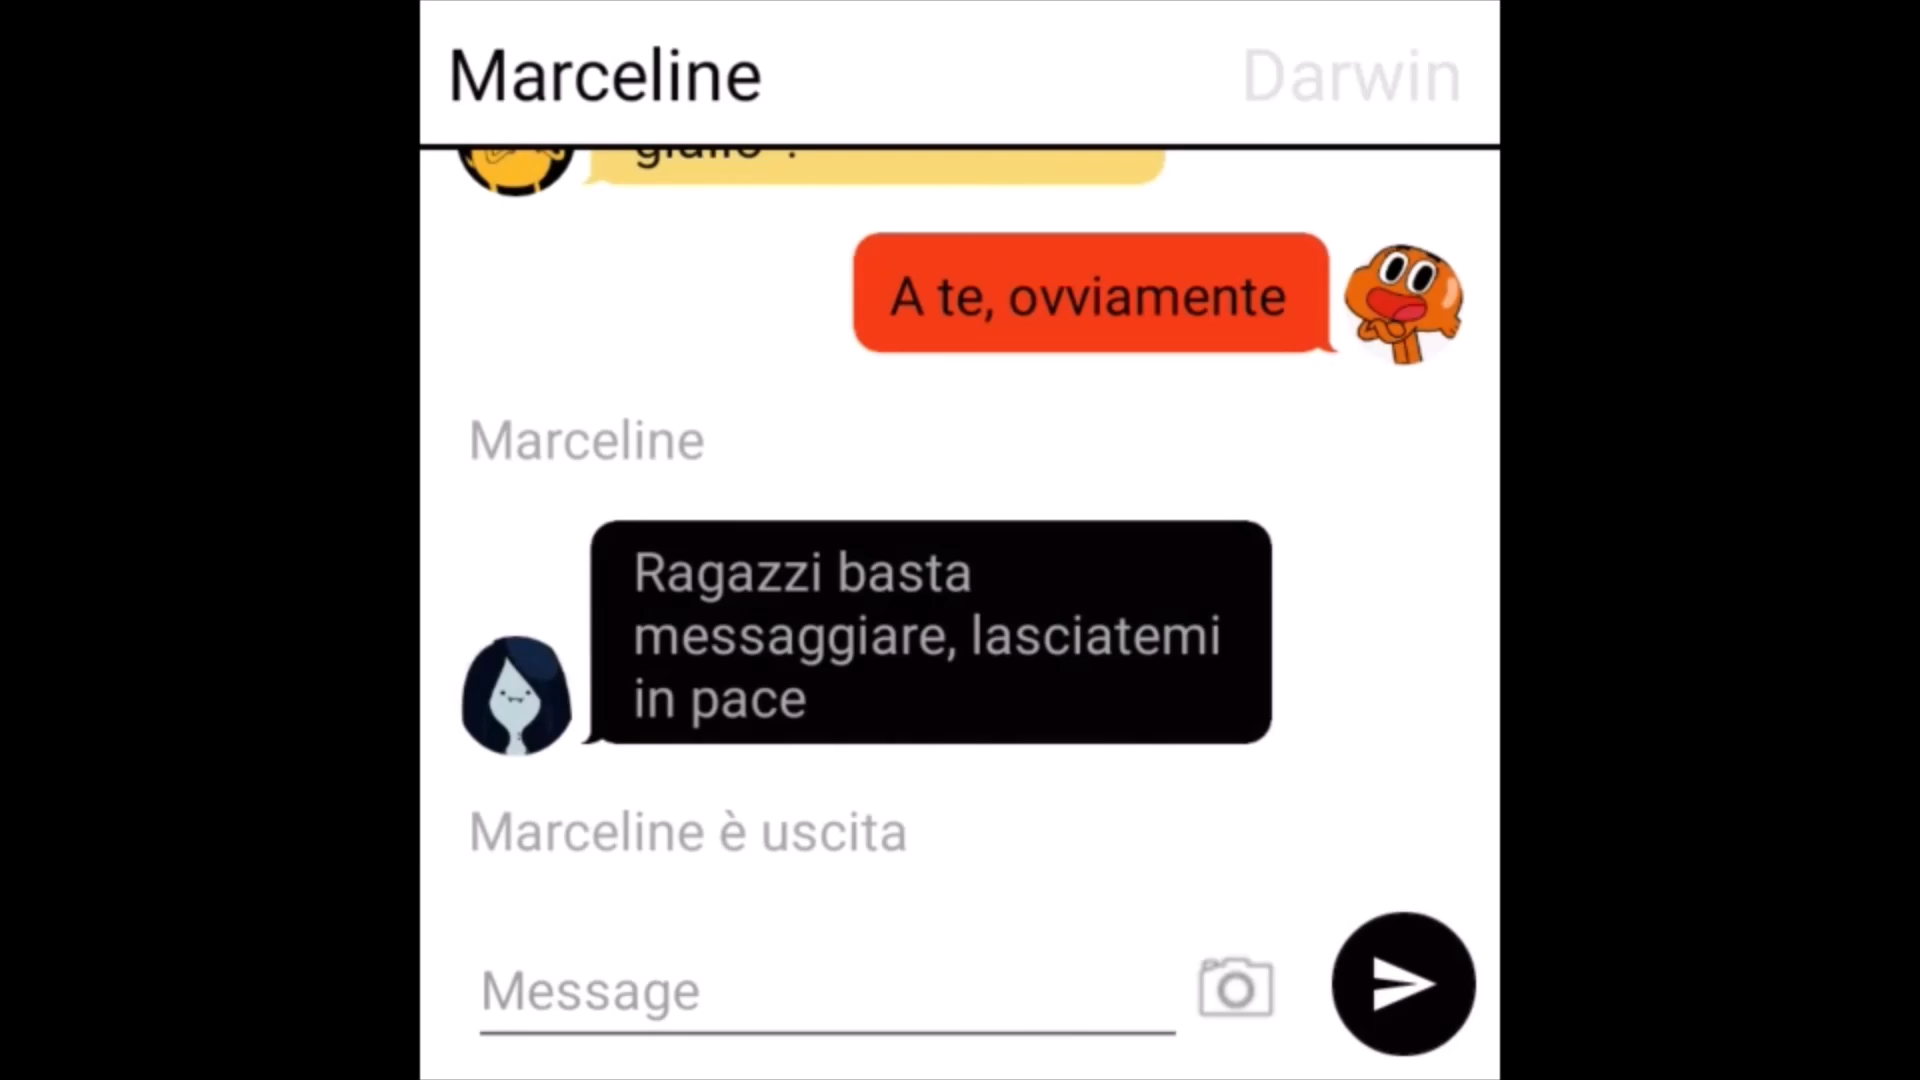 Marceline
Darwin
A te, ovviamente
Marceline
Ragazzi basta
messaggiare, lasciatemi
in pace
Marceline è uscita
Message